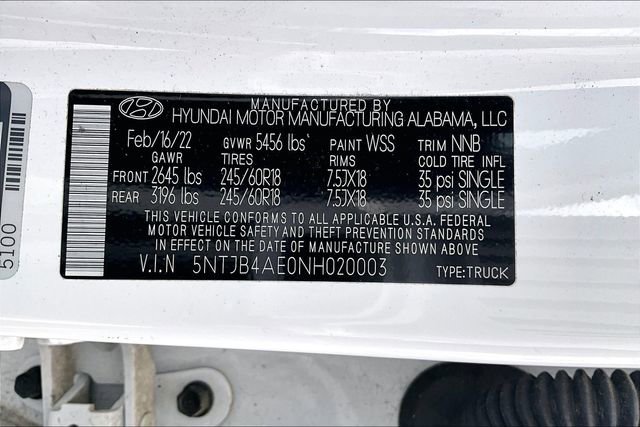 MANUFACTURED BY
HYUNDAI MOTOR MANUFACTURING ALABAMA, LLC
Feb/16/22 GVWR 5456 lbs PAINT WSS TRIM NNB
GAWR TIRES RIMS COLD TIRE INFL
FRONT 2645 lbs 245/60R18 7.5JX18 35 psi SINGLE
REAR 3196 lbs 245/60R18 7.5JX18 35 psi SINGLE
THIS VEHICLE CONFORMS TO ALL APPLICABLE U.S.A. FEDERAL
MOTOR VEHICLE SAFETY AND THEFT PREVENTION STANDARDS
IN EFFECT ON THE DATE OF MANUFACTURE SHOWN ABOVE
V.I.N 5NTJB4AE0NH020003 TYPE:TRUCK
5100